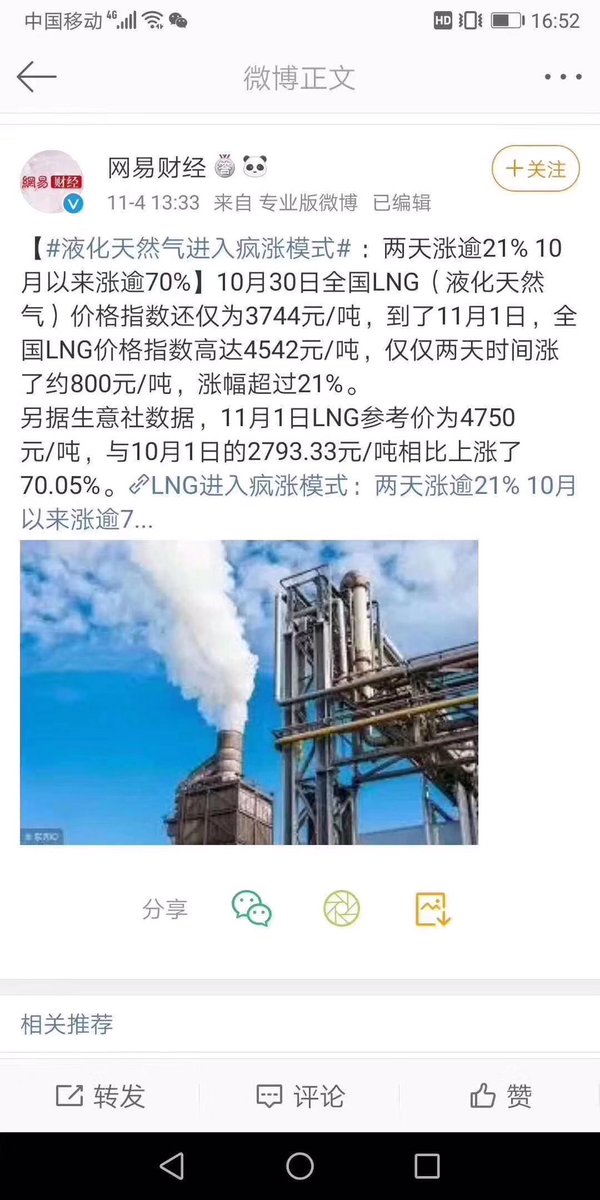 中国移动 4G HD 16:52
微博正文
网易财经
網易 财经
+关注
11-4 13:33 来自 专业版微博 已编辑
【#液化天然气进入疯涨模式#：两天涨逾21% 10
月以来涨逾70%】10月30日全国LNG（液化天然
气）价格指数还仅为3744元/吨，到了11月1日，全
国LNG价格指数高达4542元/吨，仅仅两天时间涨
了约800元/吨，涨幅超过21%。
另据生意社数据，11月1日LNG参考价为4750
元/吨，与10月1日的2793.33元/吨相比上涨了
70.05%。LNG进入疯涨模式：两天涨逾21% 10月
以来涨逾7...
东方IC
分享
相关推荐
转发 评论 赞